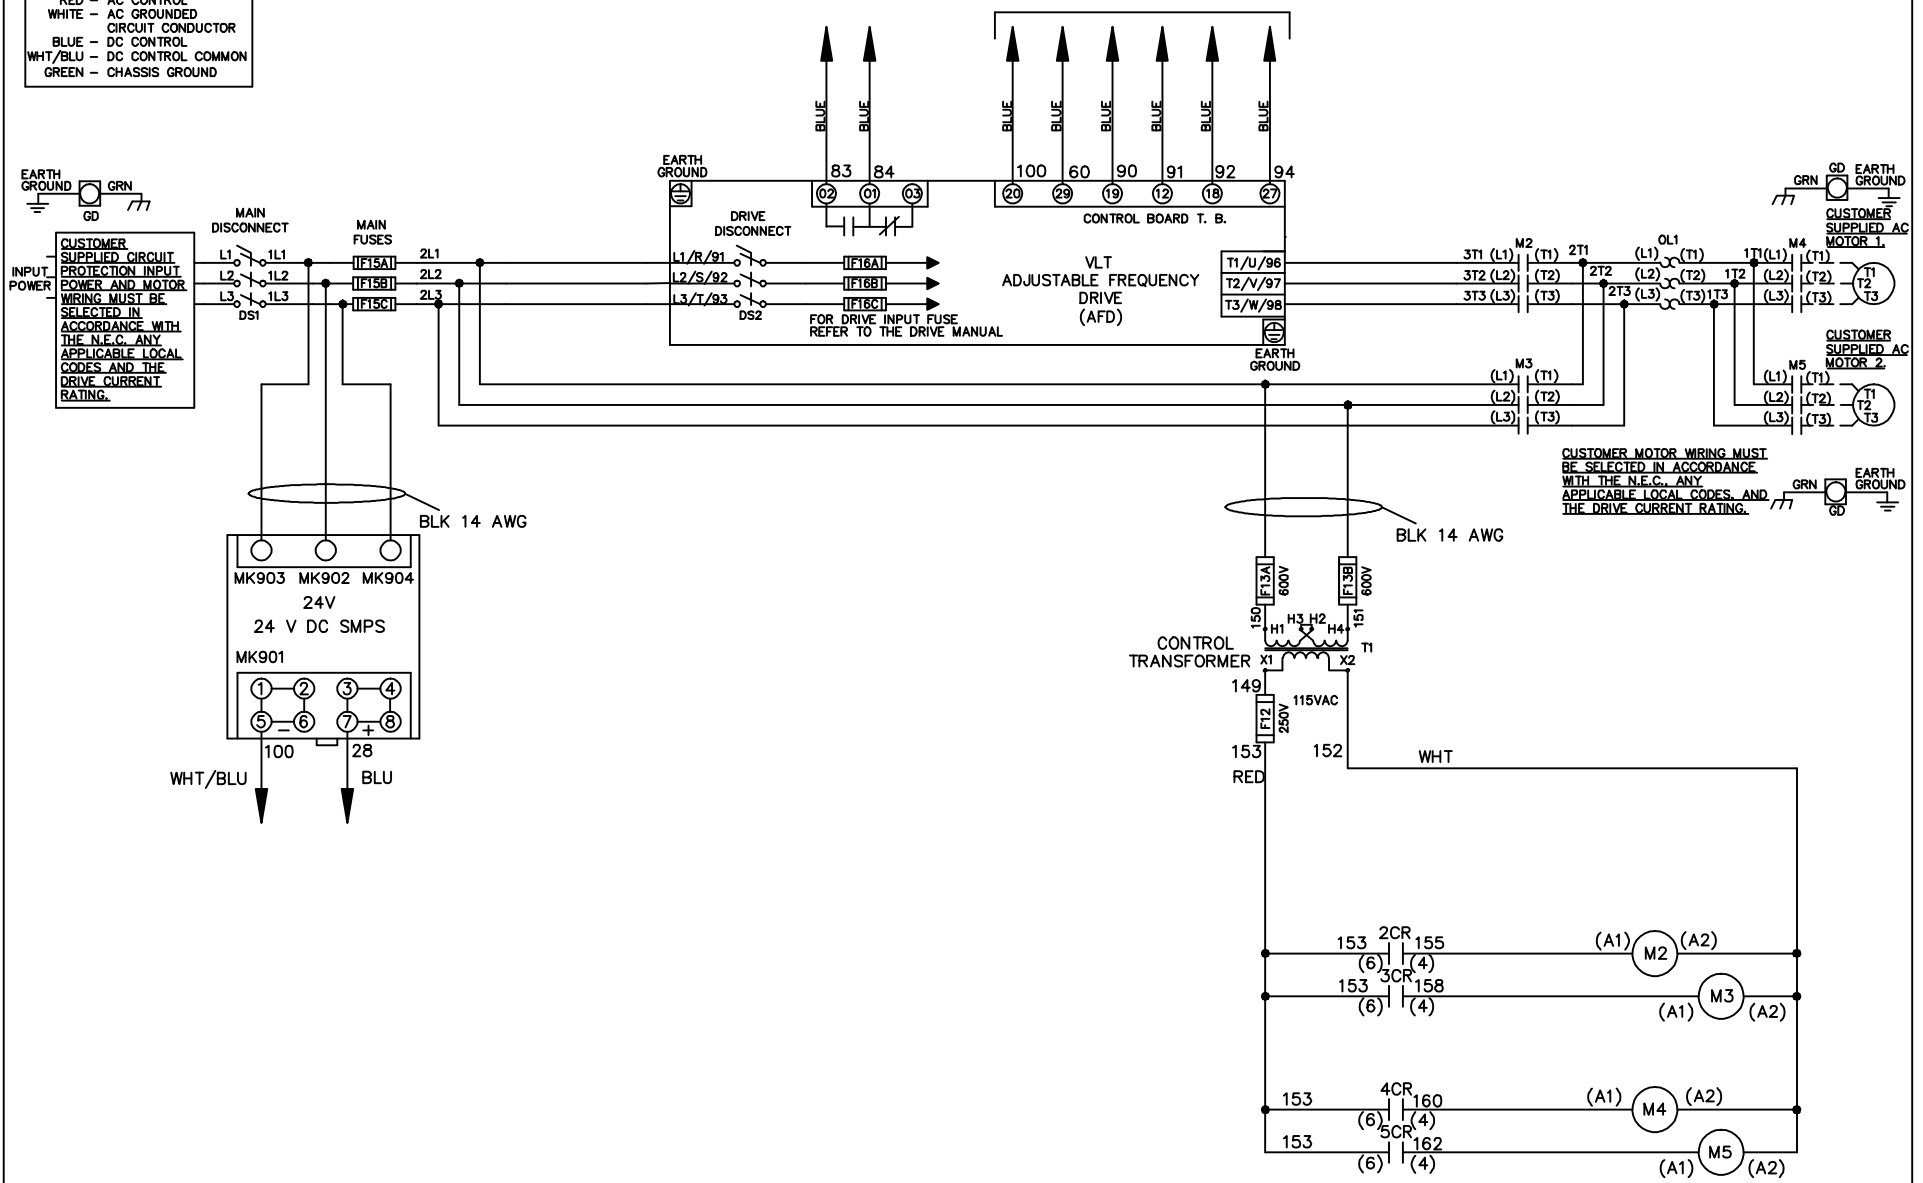 RED – AC CONTROL
WHITE – AC GROUNDED
CIRCUIT CONDUCTOR
BLUE – DC CONTROL
WHT/BLU – DC CONTROL COMMON
GREEN – CHASSIS GROUND
BLUE
BLUE
BLUE
BLUE
BLUE
BLUE
BLUE
BLUE
EARTH
GROUND
GRN
GD
MAIN
DISCONNECT
MAIN
FUSES
INPUT
POWER
CUSTOMER
SUPPLIED CIRCUIT
PROTECTION INPUT
POWER AND MOTOR
WIRING MUST BE
SELECTED IN
ACCORDANCE WITH
THE N.E.C. ANY
APPLICABLE LOCAL
CODES AND THE
DRIVE CURRENT
RATING.
L1 1L1 F15A 2L1
L2 1L2 F15B 2L2
L3 1L3 F15C 2L3
DS1
EARTH
GROUND
83 84 100 60 90 91 92 94
02 01 03 20 29 19 12 18 27
CONTROL BOARD T. B.
DRIVE
DISCONNECT
L1/R/91 F16A
L2/S/92 F16B
L3/T/93 F16C
DS2
FOR DRIVE INPUT FUSE
REFER TO THE DRIVE MANUAL
VLT
ADJUSTABLE FREQUENCY
DRIVE
(AFD)
T1/U/96
T2/V/97
T3/W/98
EARTH
GROUND
M2 OL1 M4
3T1 (L1) (T1) 2T1 (L1) (T1) 1T1 (L1) (T1)
3T2 (L2) (T2) 2T2 (L2) (T2) 1T2 (L2) (T2)
3T3 (L3) (T3) 2T3 (L3) (T3) 1T3 (L3) (T3)
T1
T2
T3
GRN
GD
EARTH
GROUND
CUSTOMER
SUPPLIED AC
MOTOR 1.
M3
(L1) (T1)
(L2) (T2)
(L3) (T3)
CUSTOMER
SUPPLIED AC
MOTOR 2.
M5
(L1) (T1)
(L2) (T2)
(L3) (T3)
T1
T2
T3
CUSTOMER MOTOR WIRING MUST
BE SELECTED IN ACCORDANCE
WITH THE N.E.C., ANY
APPLICABLE LOCAL CODES, AND
THE DRIVE CURRENT RATING.
GRN
GD
EARTH
GROUND
BLK 14 AWG
MK903 MK902 MK904
24V
24 V DC SMPS
MK901
1 2 3 4
5 6 7 8
– +
100 28
WHT/BLU BLU
BLK 14 AWG
F13A
600V
F13B
600V
150 151
H1 H3 H2 H4
CONTROL
TRANSFORMER
T1
X1 X2
149
115VAC
F12
250V
153 152
RED
WHT
2CR
153 155 (A1) M2 (A2)
(6) (4)
3CR
153 158
(6) (4) (A1) M3 (A2)
4CR
153 160 (A1) M4 (A2)
(6) (4)
5CR
153 162
(6) (4) (A1) M5 (A2)